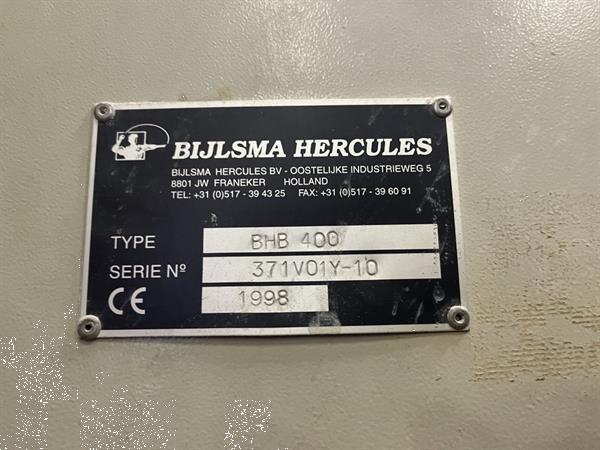 BIJLSMA HERCULES
BIJLSMA HERCULES BV - OOSTELIJKE INDUSTRIEWEG 5
8801 JW FRANEKER HOLLAND
TEL: +31 (0)517 - 39 43 25 FAX: +31 (0)517 - 39 60 91
TYPE BHB 400
SERIE Nº 371V01Y-10
CE 1998